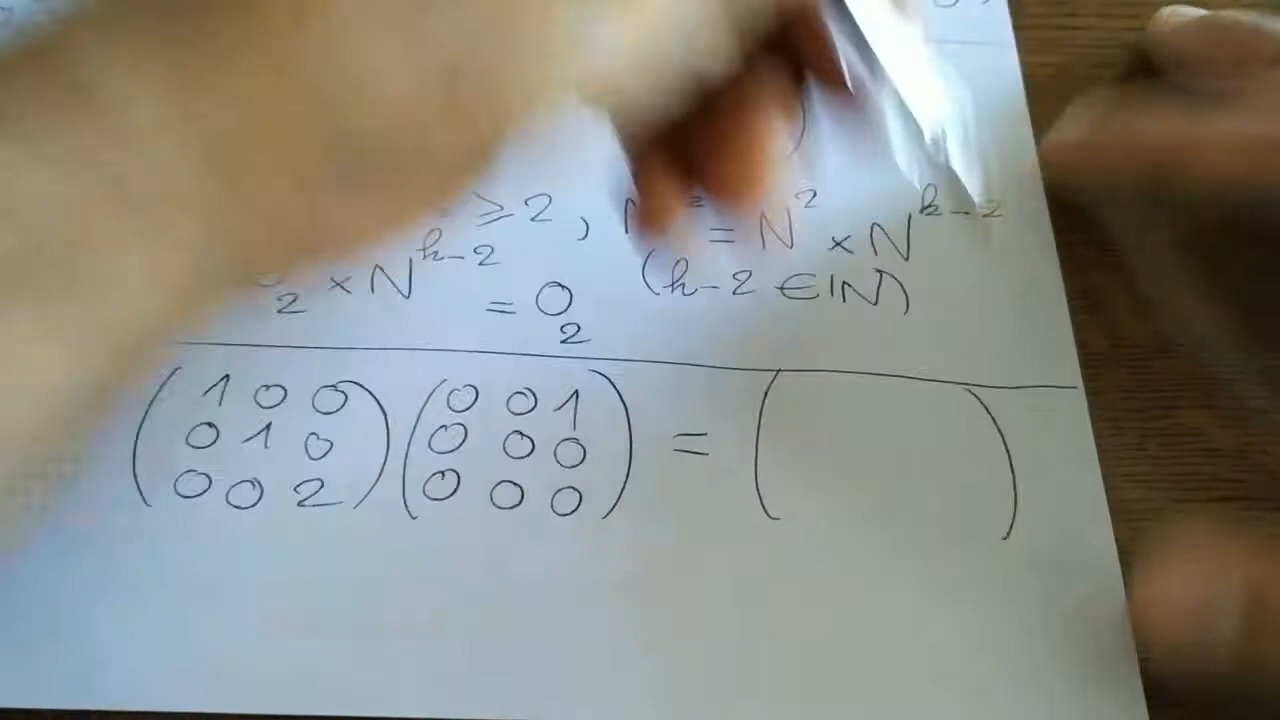 ≥ 2, N = N² × N^{k-2}
₂ × N^{k-2} = O₂ (k-2 ∈ ℕ)
(1 0 0) (0 0 1) = ( )
(0 1 0) (0 0 0)
(0 0 2) (0 0 0)